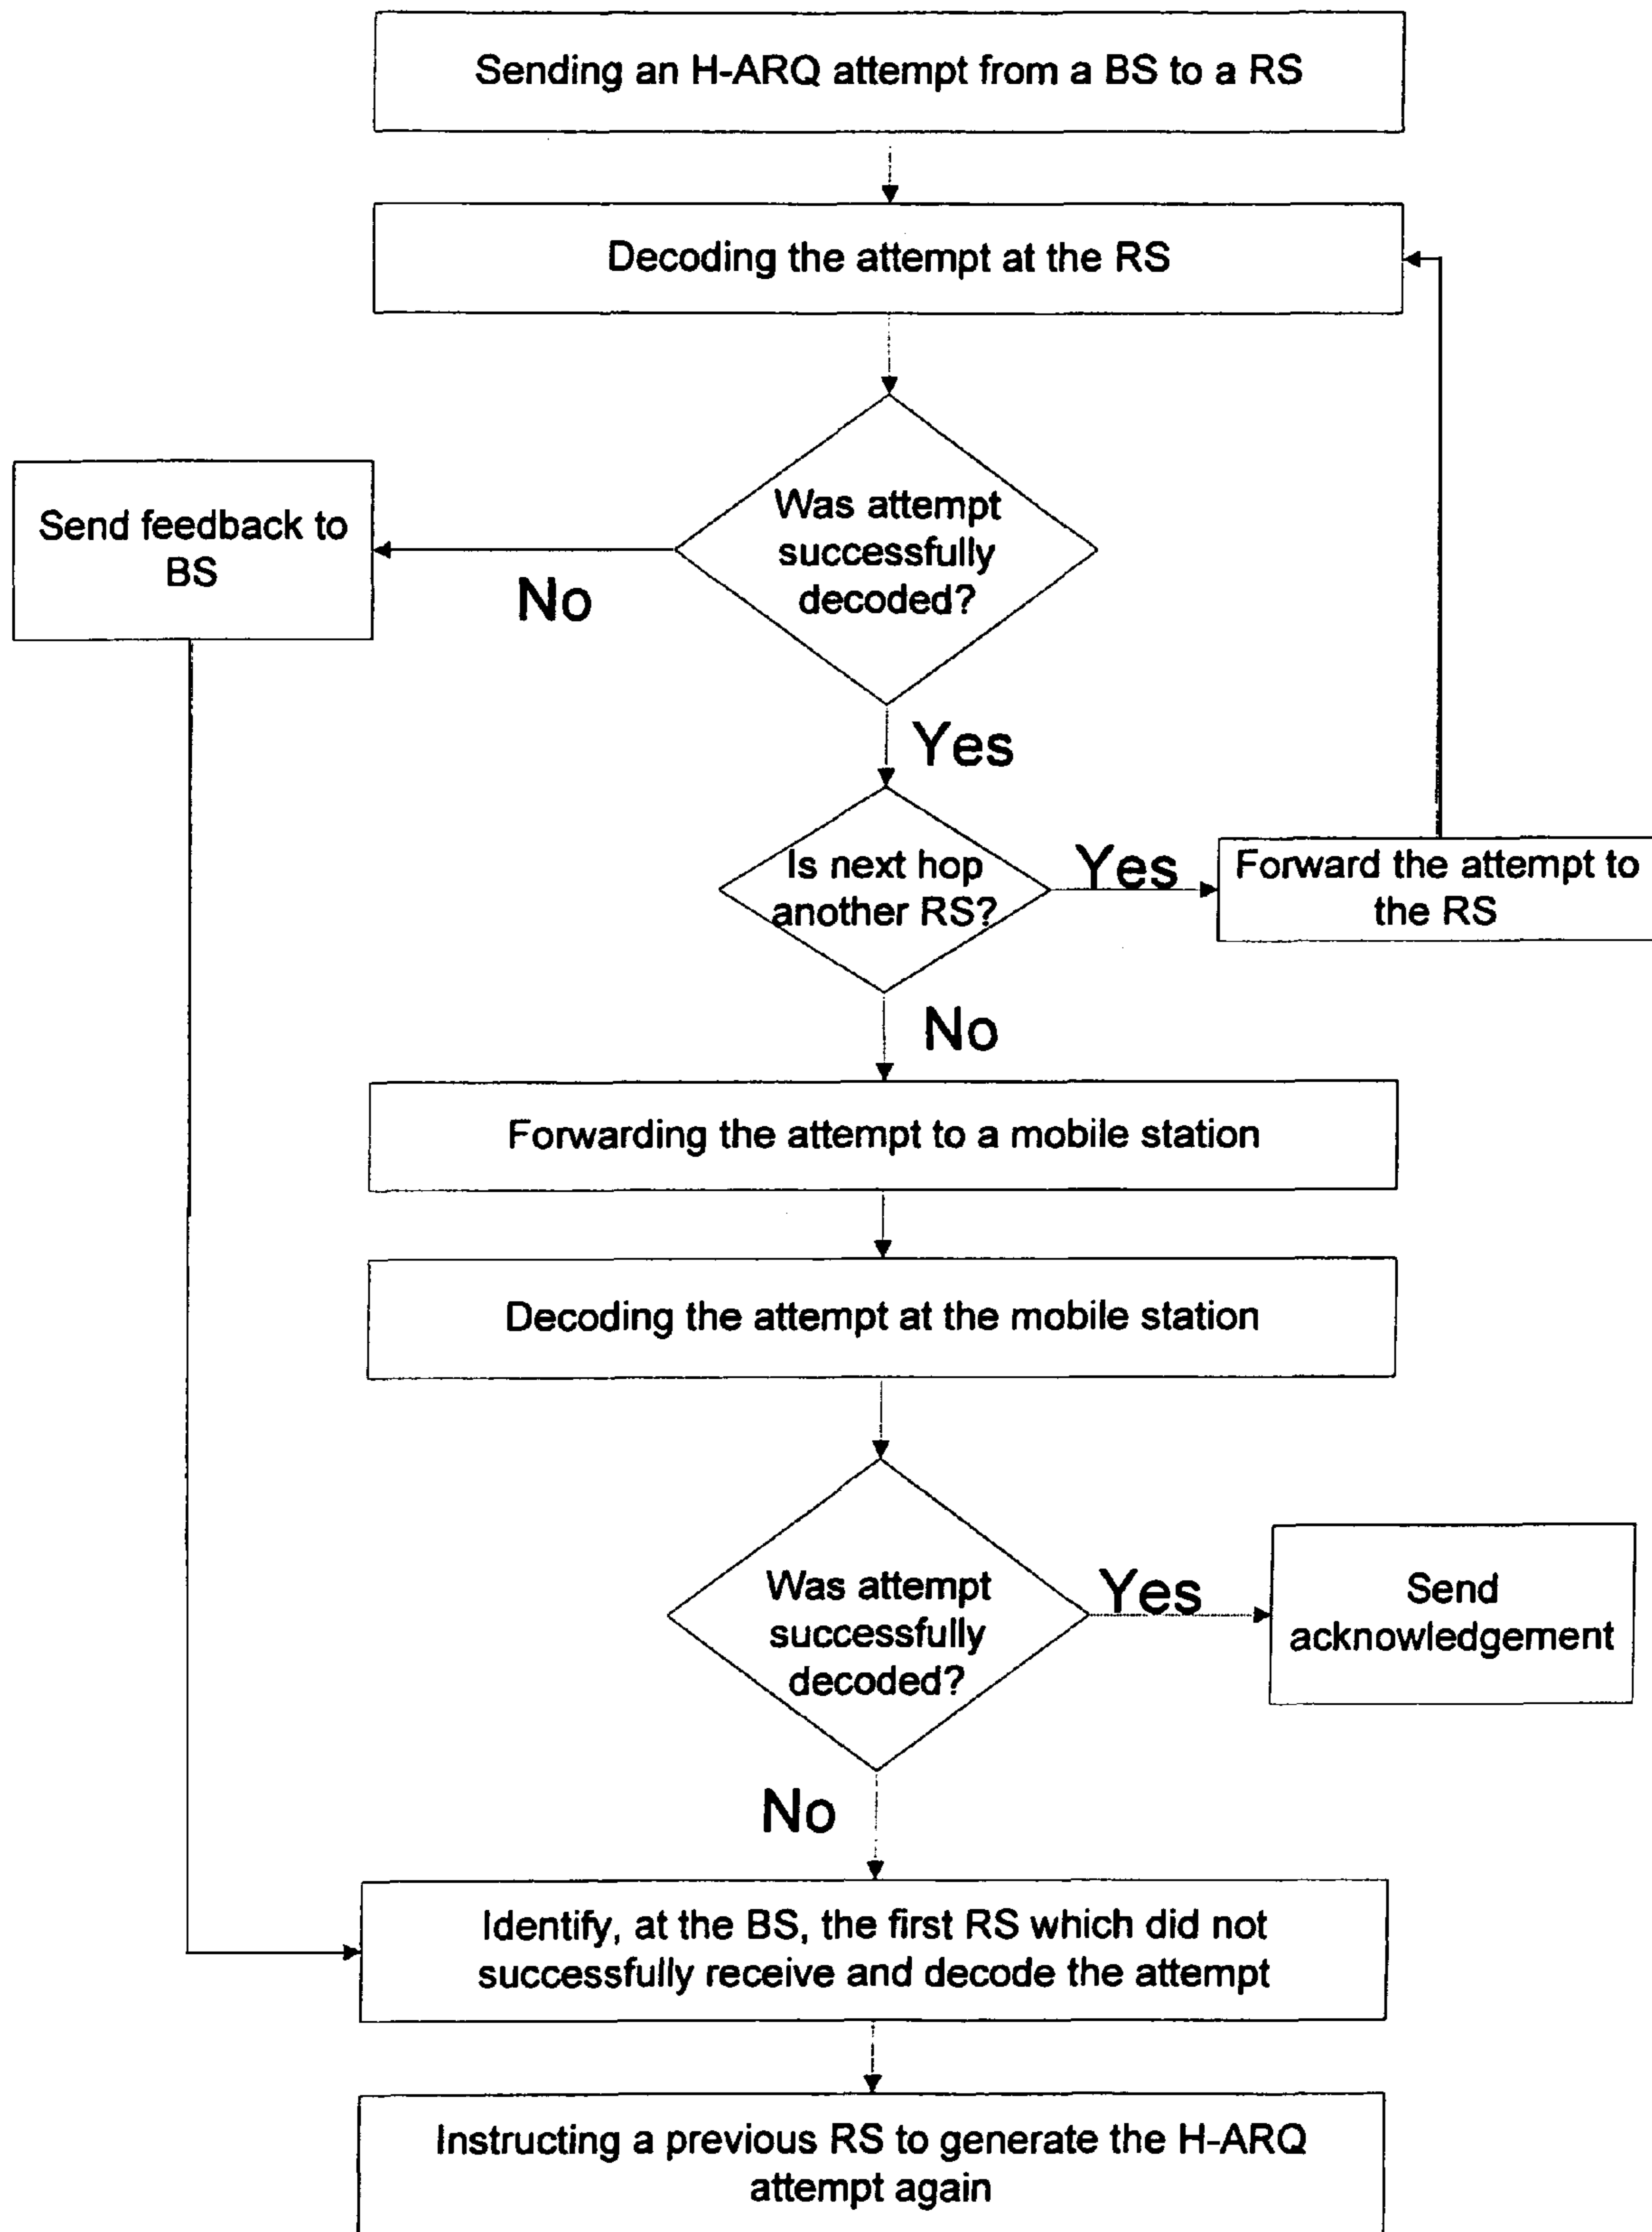 Sending an H-ARQ attempt from a BS to a RS
Decoding the attempt at the RS
Was attempt
successfully
decoded?
Send feedback to
BS
No
Yes
Is next hop
another RS?
Yes
Forward the attempt to
the RS
No
Forwarding the attempt to a mobile station
Decoding the attempt at the mobile station
Was attempt
successfully
decoded?
Yes
Send
acknowledgement
No
Identify, at the BS, the first RS which did not
successfully receive and decode the attempt
Instructing a previous RS to generate the H-ARQ
attempt again